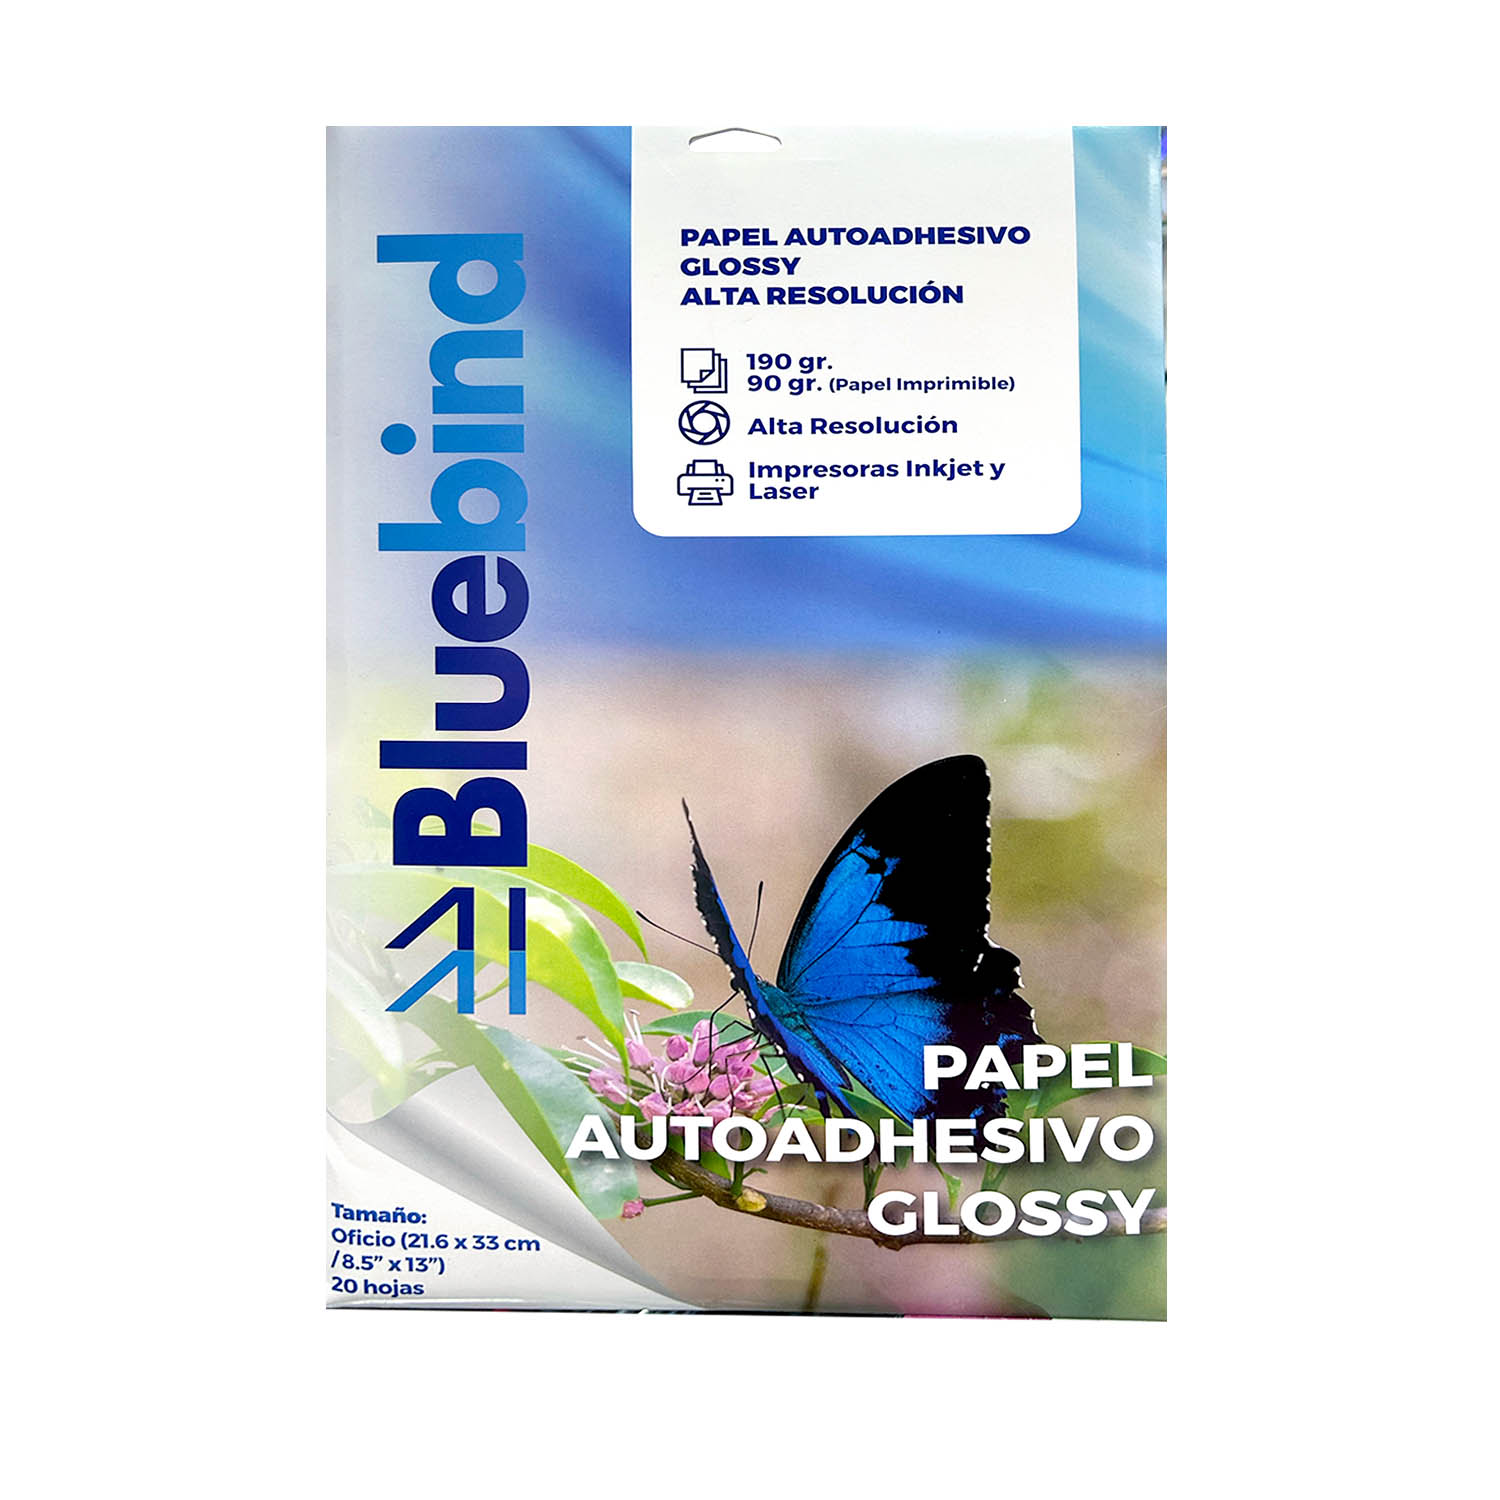 Bluebind
PAPEL AUTOADHESIVO
GLOSSY
ALTA RESOLUCIÓN
190 gr.
90 gr. (Papel Imprimible)
Alta Resolución
Impresoras Inkjet y
Laser
PAPEL
AUTOADHESIVO
GLOSSY
Tamaño:
Oficio (21.6 x 33 cm
/8.5” x 13”)
20 hojas